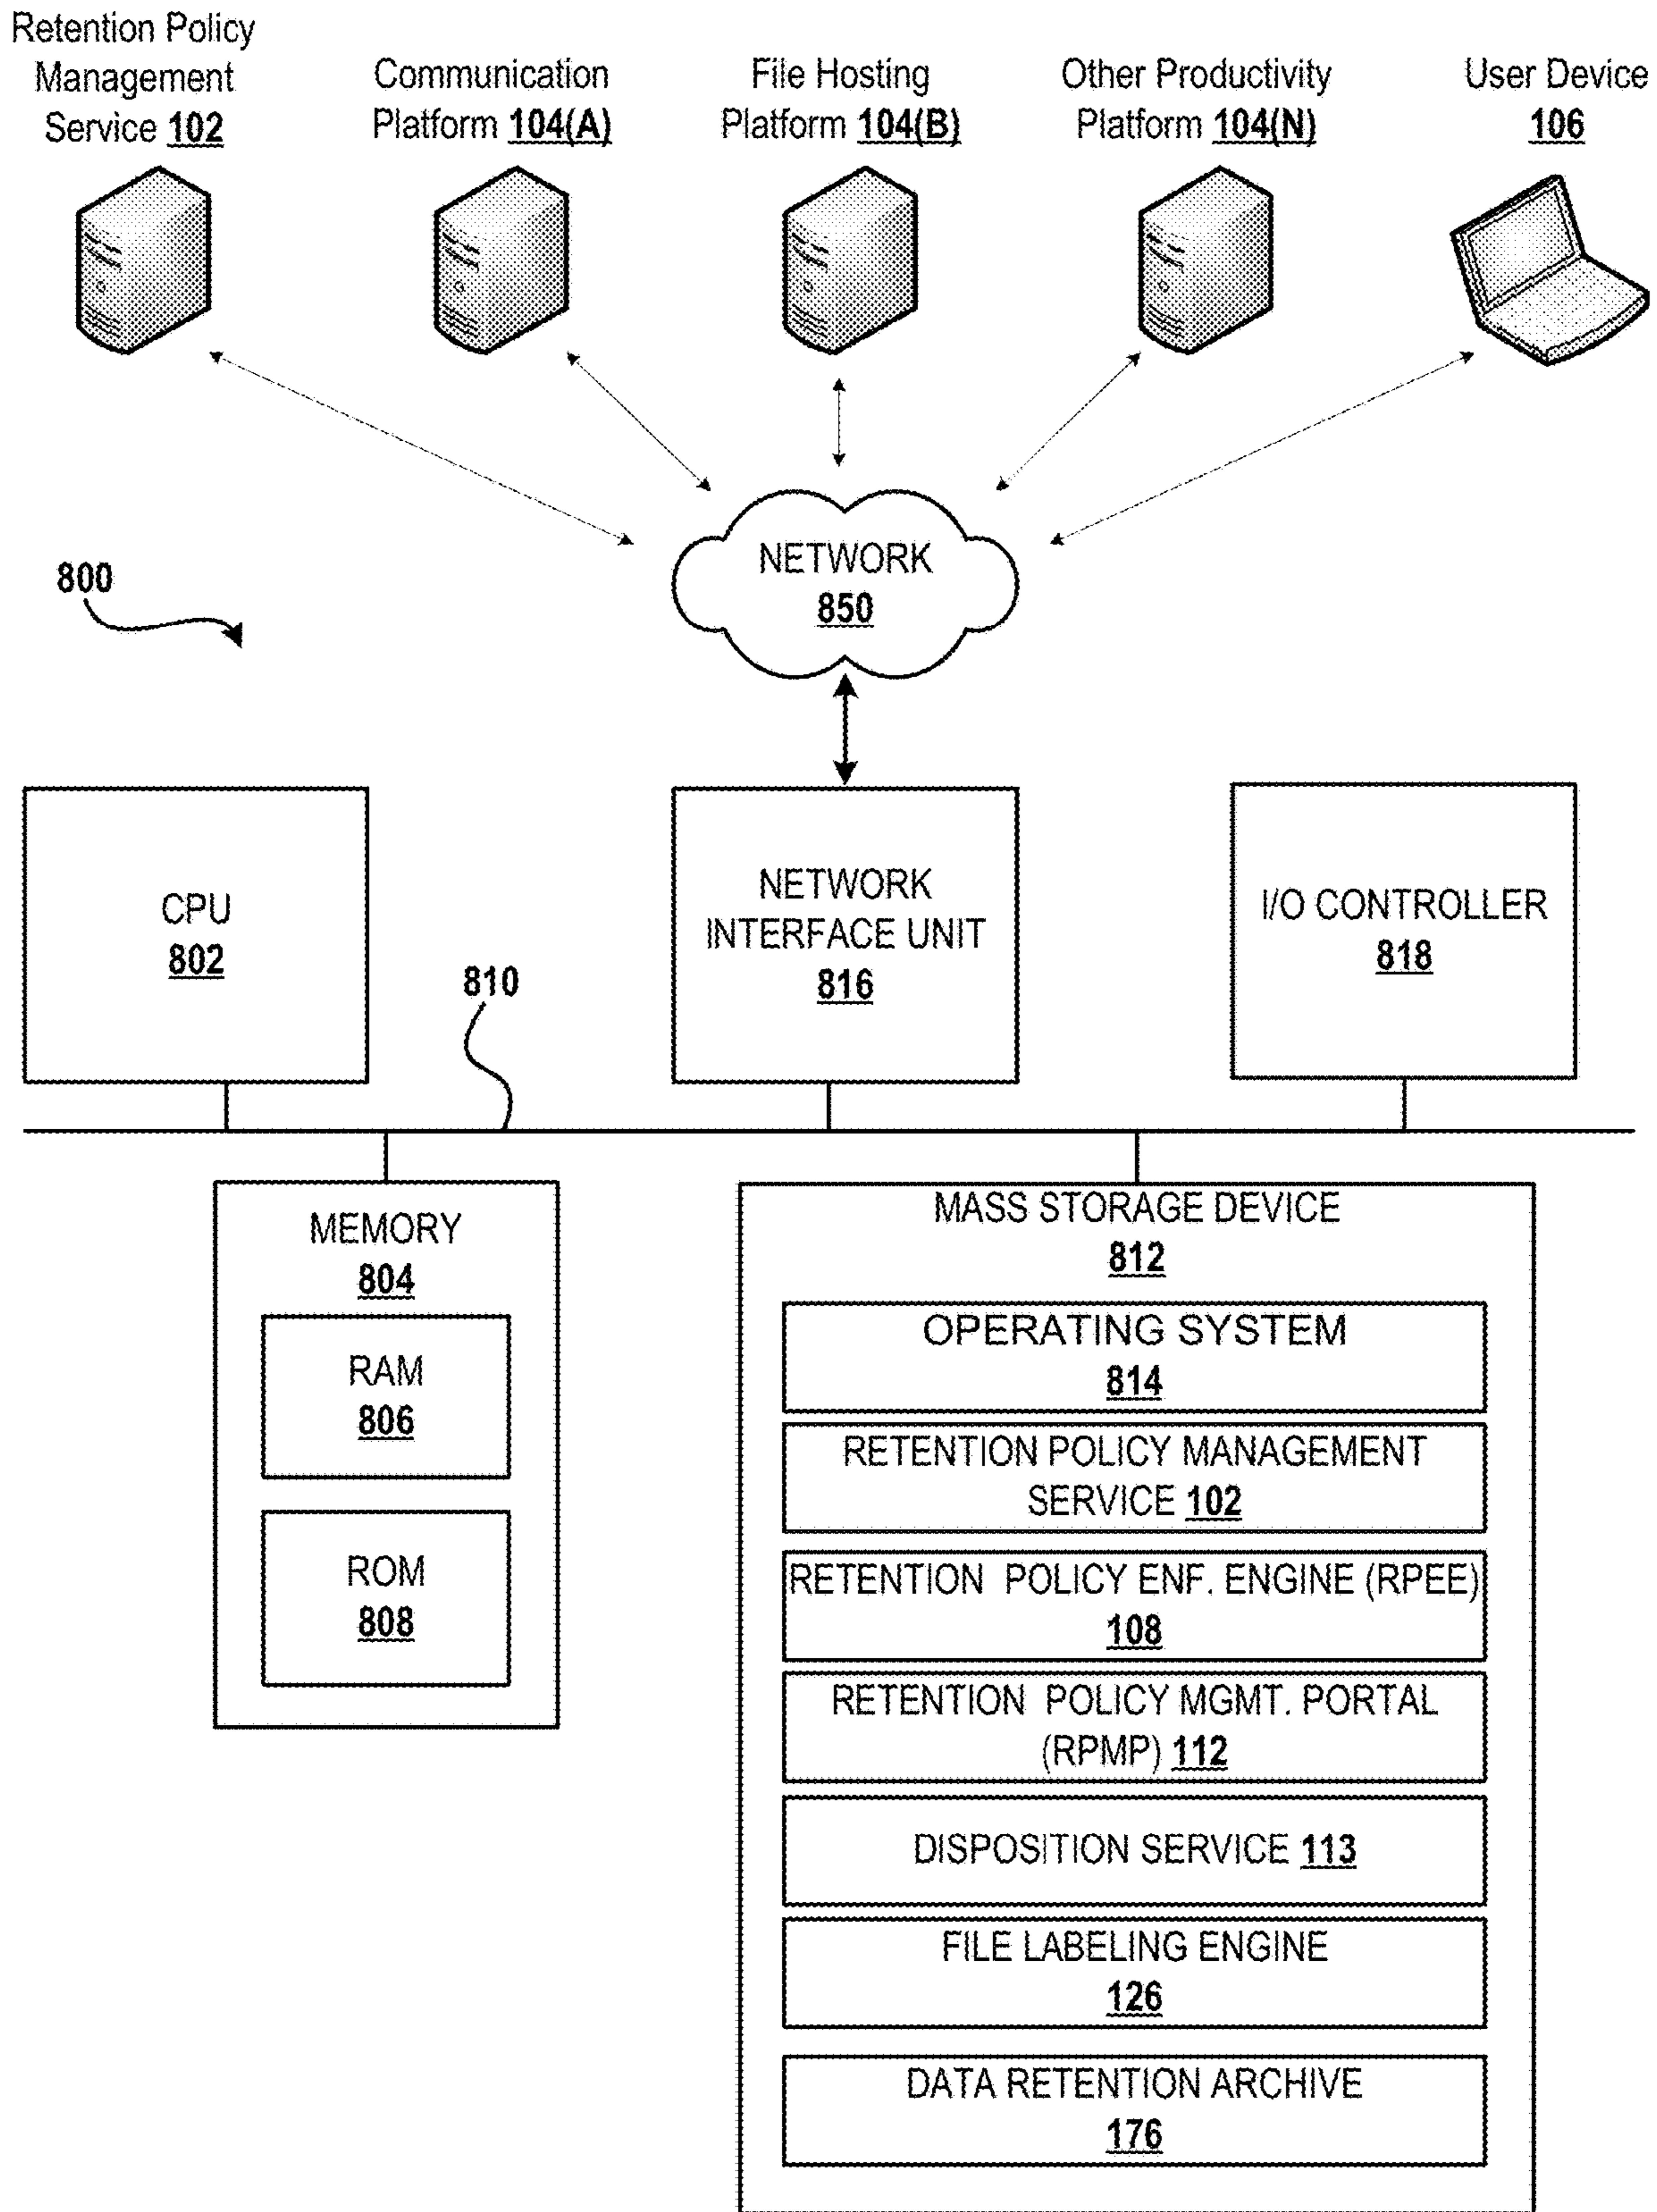 Retention Policy
Management
Service 102
Communication
Platform 104(A)
File Hosting
Platform 104(B)
Other Productivity
Platform 104(N)
User Device
106
NETWORK
850
800
CPU
802
NETWORK
INTERFACE UNIT
816
I/O CONTROLLER
818
810
MEMORY
804
RAM
806
ROM
808
MASS STORAGE DEVICE
812
OPERATING SYSTEM
814
RETENTION POLICY MANAGEMENT
SERVICE 102
RETENTION POLICY ENF. ENGINE (RPEE)
108
RETENTION POLICY MGMT. PORTAL
(RPMP) 112
DISPOSITION SERVICE 113
FILE LABELING ENGINE
126
DATA RETENTION ARCHIVE
176